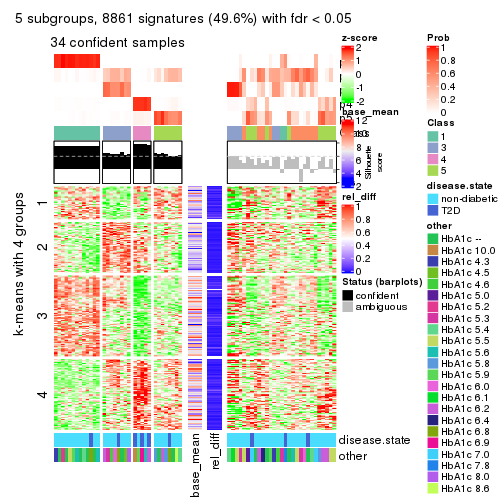 5 subgroups, 8861 signatures (49.6%) with fdr < 0.05
34 confident samples
k-means with 4 groups
1
2
3
4
base_mean
rel_diff
disease.state
other
Silhouette
score
z-score
2
1
0
-1
-2
base_mean
12
10
8
6
4
2
rel_diff
1
0.8
0.6
0.4
0.2
0
Status (barplots)
confident
ambiguous
Prob
1
0.8
0.6
0.4
0.2
0
Class
1
3
4
5
disease.state
non-diabetic
T2D
other
HbA1c --
HbA1c 10.0
HbA1c 4.3
HbA1c 4.5
HbA1c 4.6
HbA1c 5.0
HbA1c 5.2
HbA1c 5.3
HbA1c 5.4
HbA1c 5.5
HbA1c 5.6
HbA1c 5.8
HbA1c 5.9
HbA1c 6.0
HbA1c 6.1
HbA1c 6.2
HbA1c 6.4
HbA1c 6.8
HbA1c 6.9
HbA1c 7.0
HbA1c 7.8
HbA1c 8.0
HbA1c 8.6